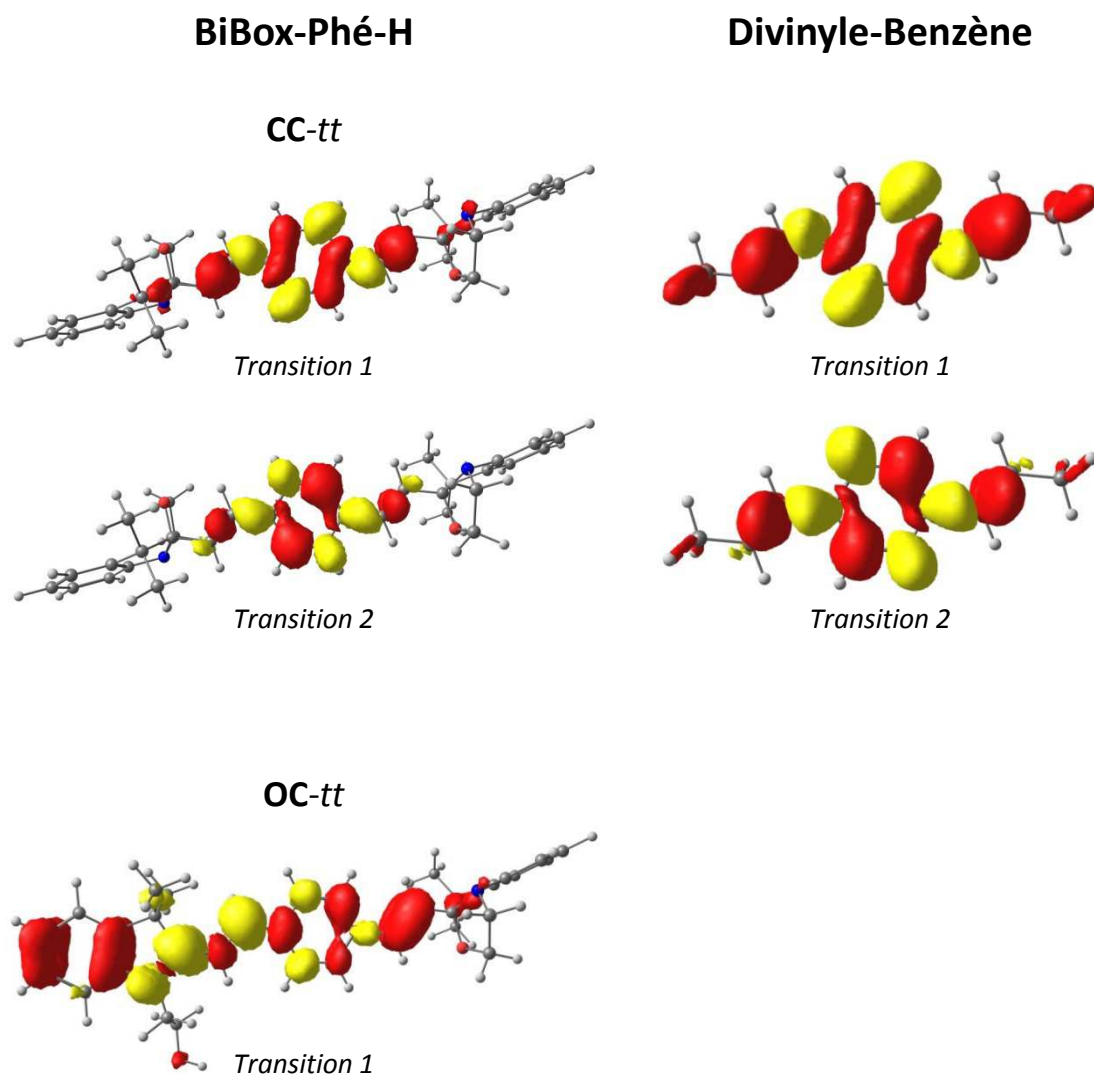 BiBox-Phé-H
Divinyle-Benzène
CC-tt
Transition 1
Transition 1
Transition 2
Transition 2
OC-tt
Transition 1